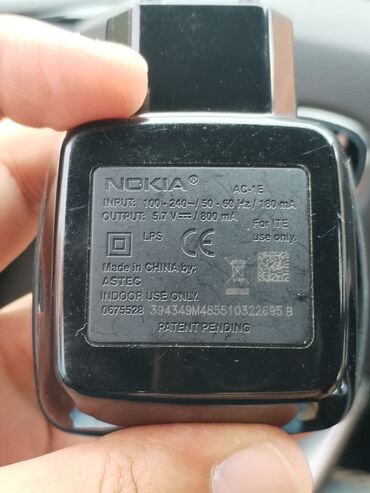 NOKIA ® AC-1E
INPUT: 100 - 240~/ 50 - 60 Hz / 180 mA
OUTPUT: 5.7 V⎓/ 800 mA
LPS CE For ITE
use only.
Made in CHINA by:
ASTEC
INDOOR USE ONLY.
0675528 394349M485510322695 B
PATENT PENDING